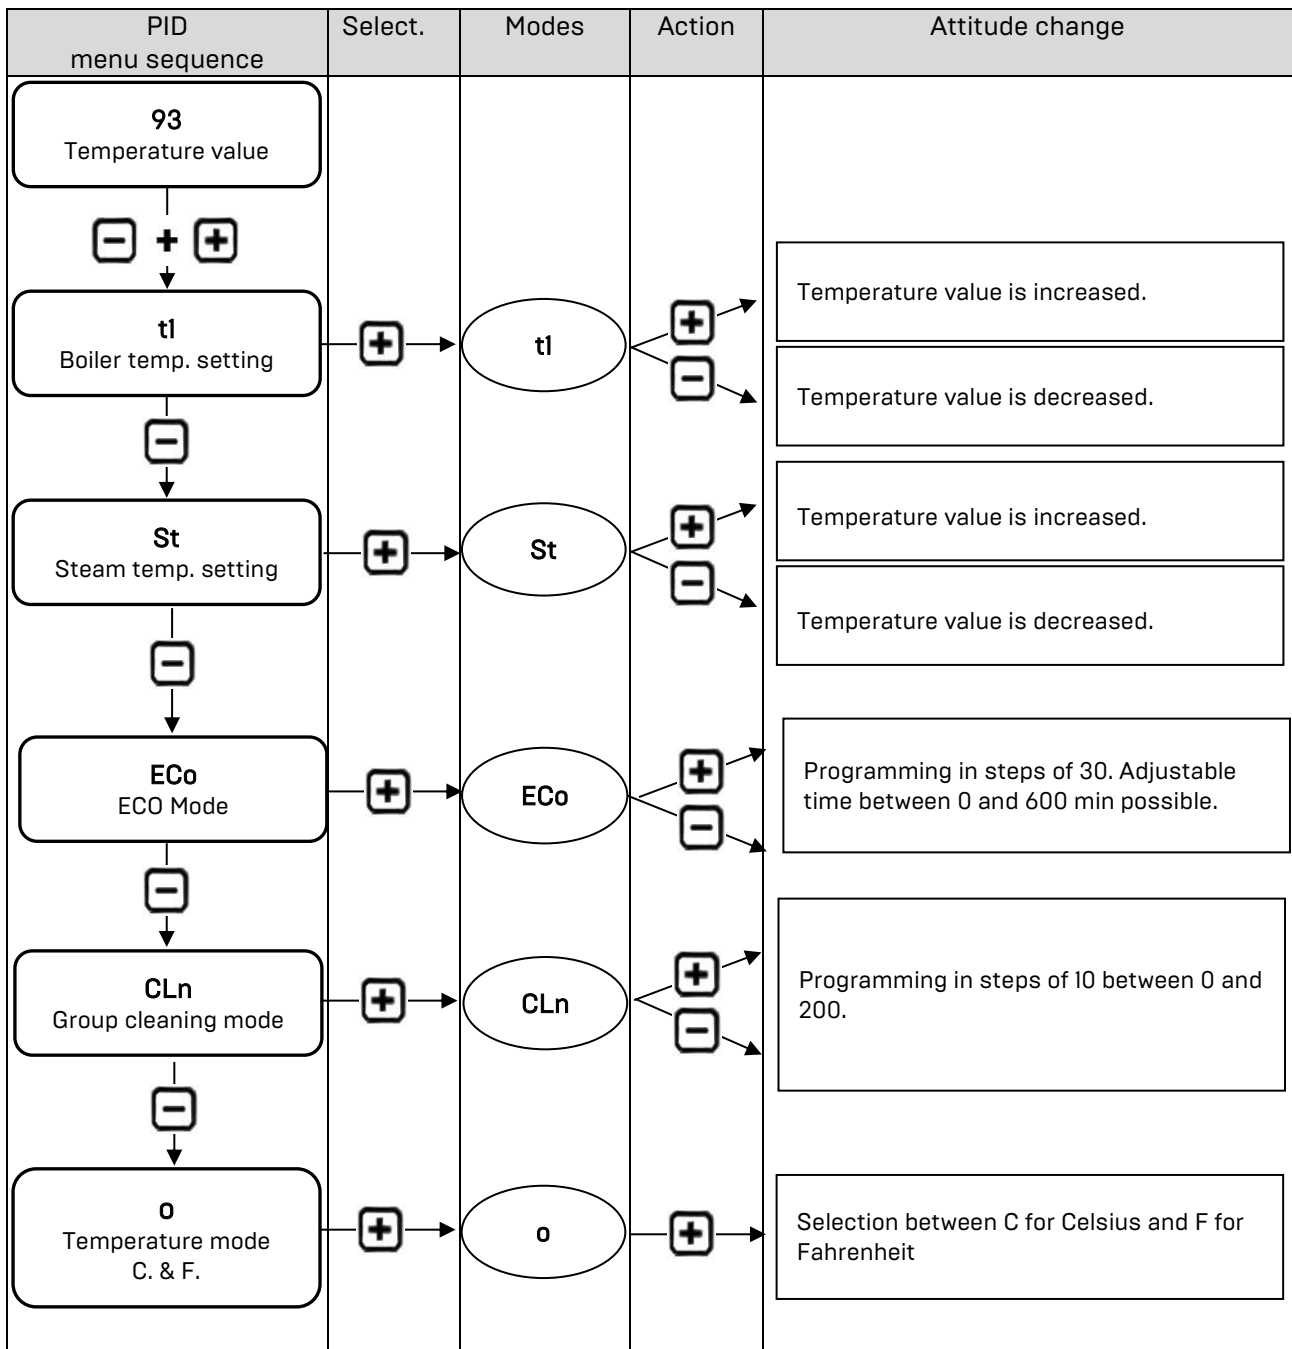 PID
menu sequence
Select.
Modes
Action
Attitude change
93
Temperature value
- + +
t1
Boiler temp. setting
+
t1
+
-
Temperature value is increased.
Temperature value is decreased.
-
St
Steam temp. setting
+
St
+
-
Temperature value is increased.
Temperature value is decreased.
-
ECo
ECO Mode
+
ECo
+
-
Programming in steps of 30. Adjustable
time between 0 and 600 min possible.
-
CLn
Group cleaning mode
+
CLn
+
-
Programming in steps of 10 between 0 and
200.
-
o
Temperature mode
C. & F.
+
o
+
Selection between C for Celsius and F for
Fahrenheit